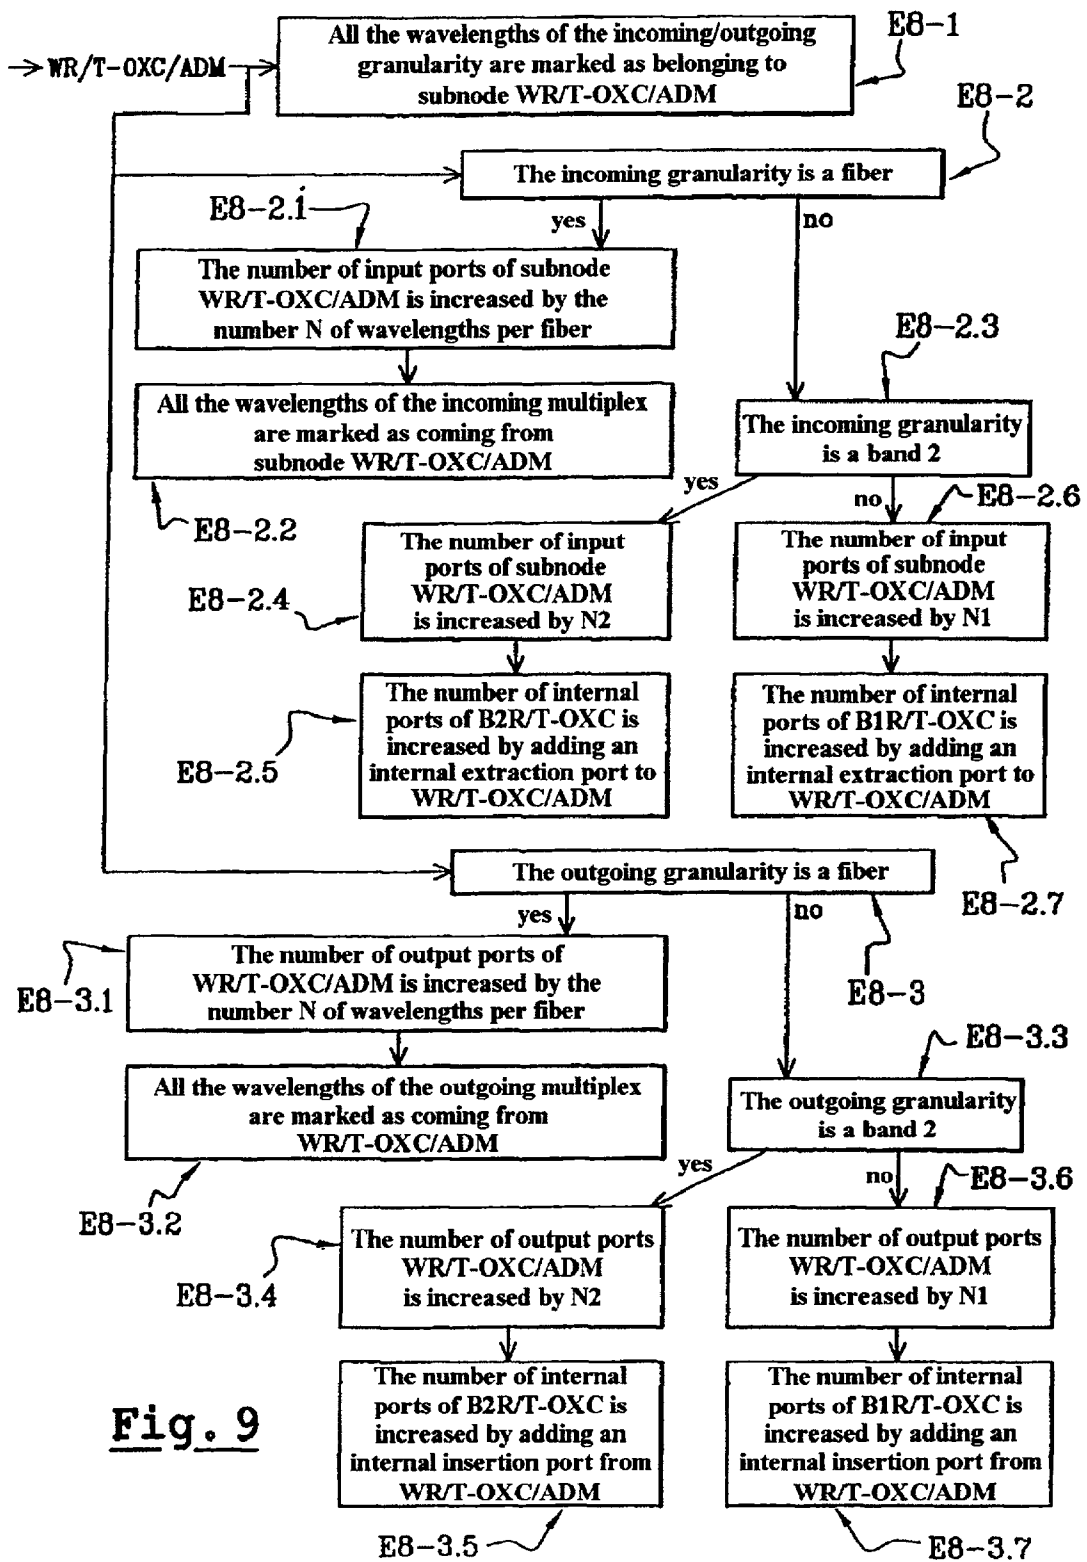 All the wavelengths of the incoming/outgoing
granularity are marked as belonging to
subnode WR/T-OXC/ADM
E8-1
WR/T-OXC/ADM
E8-2
The incoming granularity is a fiber
E8-2.1
yes
no
The number of input ports of subnode
WR/T-OXC/ADM is increased by the
number N of wavelengths per fiber
E8-2.3
All the wavelengths of the incoming multiplex
are marked as coming from
subnode WR/T-OXC/ADM
The incoming granularity
is a band 2
yes
no
E8-2.6
E8-2.2
The number of input
ports of subnode
WR/T-OXC/ADM
is increased by N2
E8-2.4
The number of input
ports of subnode
WR/T-OXC/ADM
is increased by N1
The number of internal
ports of B2R/T-OXC is
increased by adding an
internal extraction port to
WR/T-OXC/ADM
E8-2.5
The number of internal
ports of B1R/T-OXC is
increased by adding an
internal extraction port to
WR/T-OXC/ADM
The outgoing granularity is a fiber
E8-2.7
yes
no
E8-3
The number of output ports of
WR/T-OXC/ADM is increased by the
number N of wavelengths per fiber
E8-3.1
E8-3.3
All the wavelengths of the outgoing multiplex
are marked as coming from
WR/T-OXC/ADM
The outgoing granularity
is a band 2
yes
no
E8-3.6
E8-3.2
The number of output ports
WR/T-OXC/ADM
is increased by N2
E8-3.4
The number of output ports
WR/T-OXC/ADM
is increased by N1
The number of internal
ports of B2R/T-OXC is
increased by adding an
internal insertion port from
WR/T-OXC/ADM
The number of internal
ports of B1R/T-OXC is
increased by adding an
internal insertion port from
WR/T-OXC/ADM
Fig. 9
E8-3.5
E8-3.7